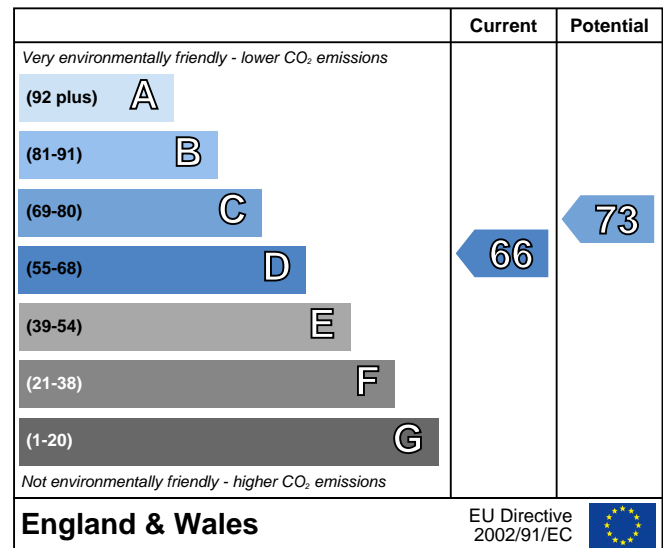 Current Potential
Very environmentally friendly - lower CO₂ emissions
(92 plus) A
(81-91) B
(69-80) C
(55-68) D
(39-54) E
(21-38) F
(1-20) G
66
73
Not environmentally friendly - higher CO₂ emissions
England & Wales
EU Directive
2002/91/EC